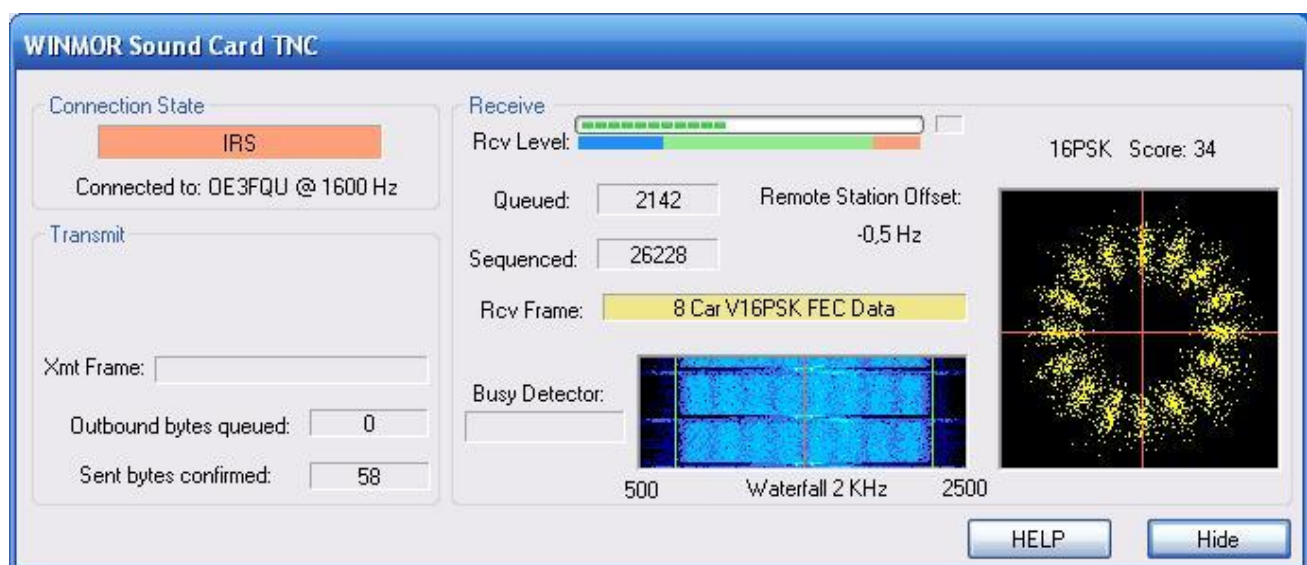 WINMOR Sound Card TNC
Connection State
IRS
Connected to: OE3FQU @ 1600 Hz
Transmit
Xmt Frame:
Outbound bytes queued: 0
Sent bytes confirmed: 58
Receive
Rcv Level:
Queued: 2142
Remote Station Offset:
-0,5 Hz
Sequenced: 26228
Rcv Frame: 8 Car V16PSK FEC Data
Busy Detector:
500 Waterfall 2 KHz 2500
16PSK Score: 34
HELP Hide